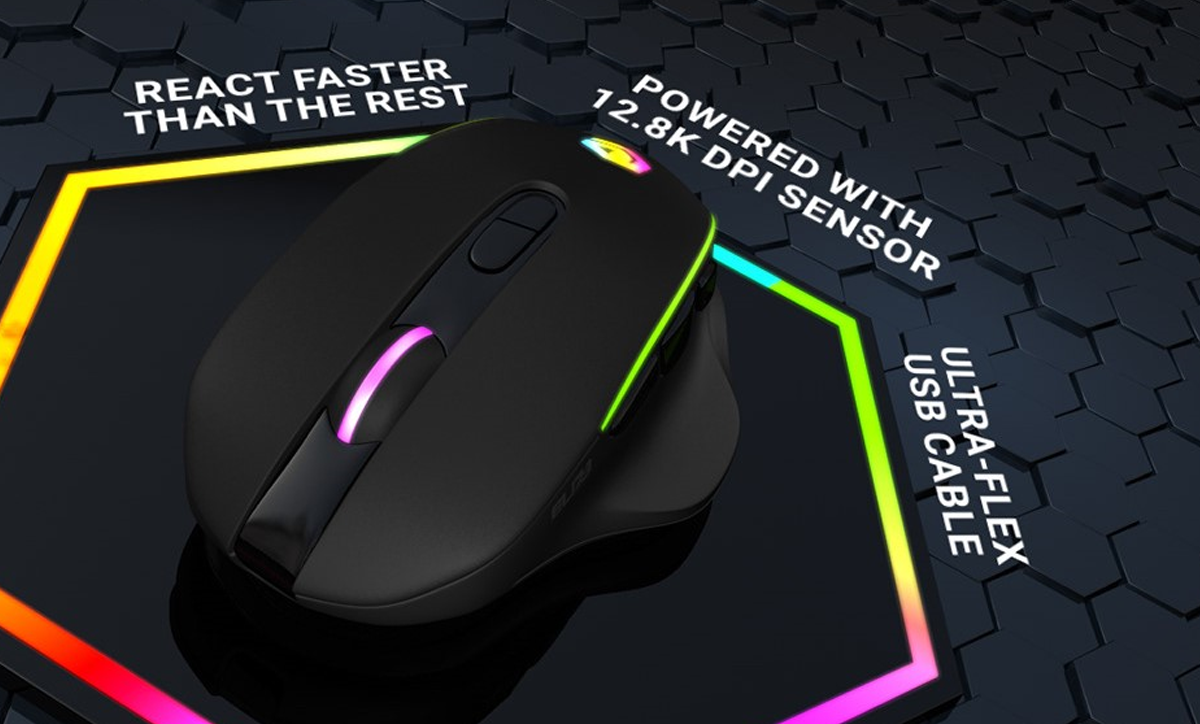 REACT FASTER
THAN THE REST
POWERED WITH
12.8K DPI SENSOR
ULTRA-FLEX
USB CABLE